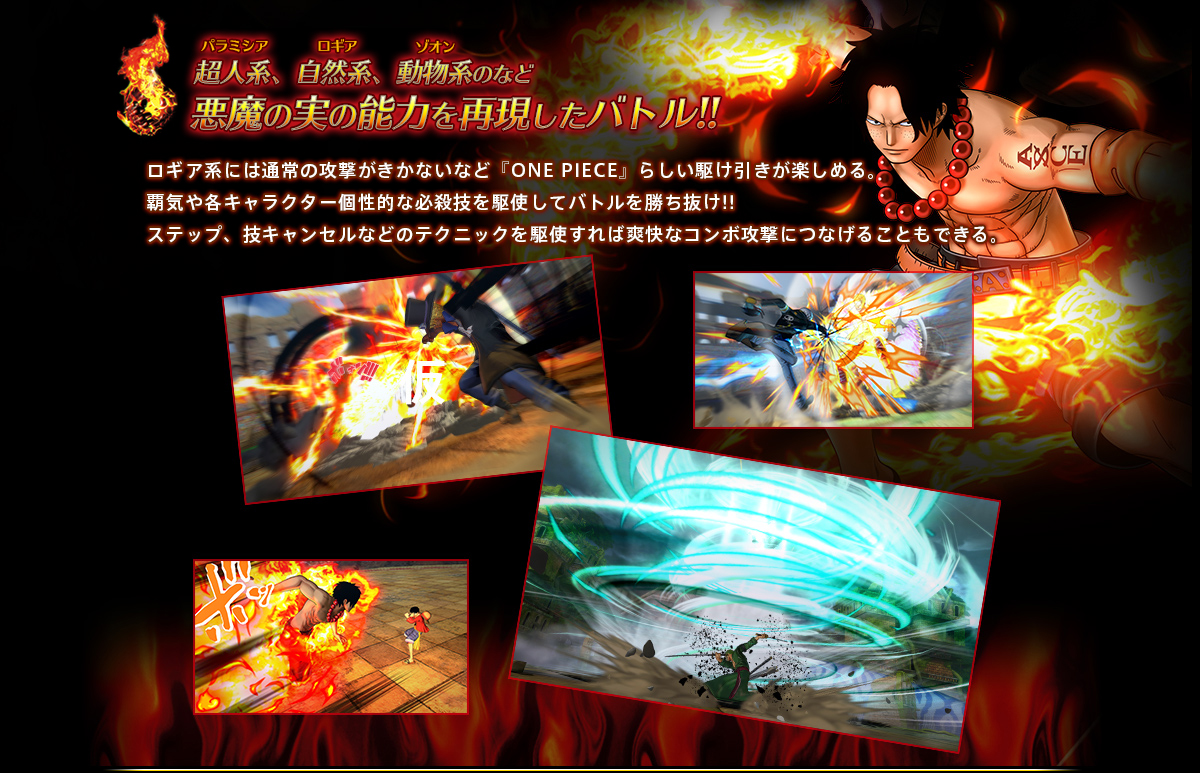 パラミシア ロギア ゾオン
超人系、自然系、動物系のなど
悪魔の実の能力を再現したバトル!!
ロギア系には通常の攻撃がきかないなど『ONE PIECE』らしい駆け引きが楽しめる。
覇気や各キャラクター個性的な必殺技を駆使してバトルを勝ち抜け!!
ステップ、技キャンセルなどのテクニックを駆使すれば爽快なコンボ攻撃につなげることもできる。
ASCE